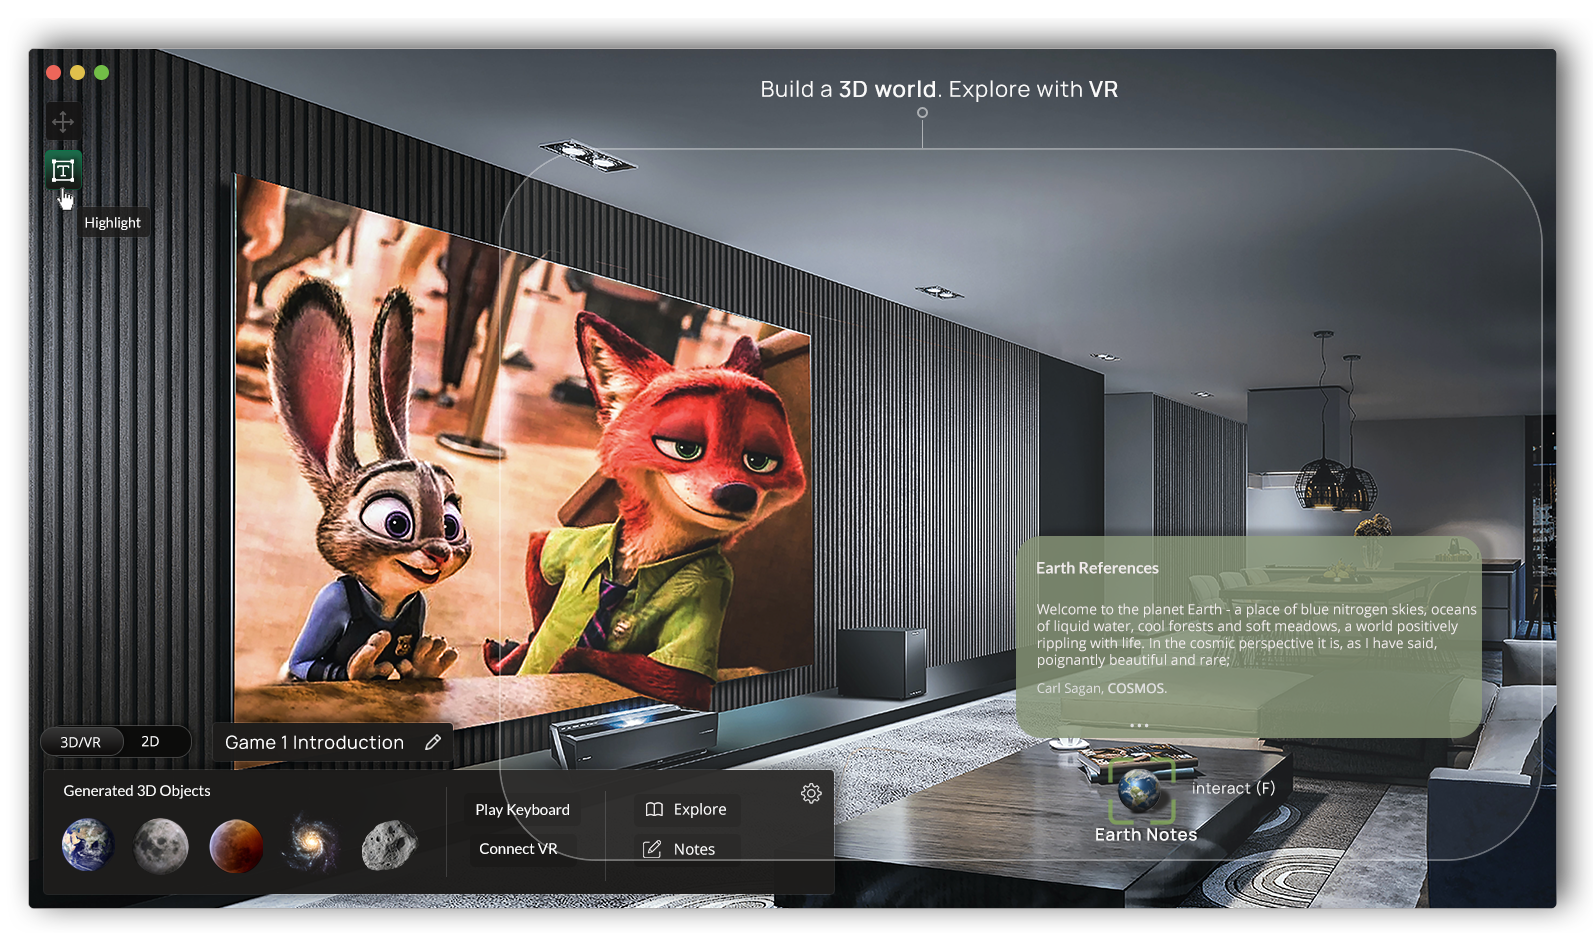 Build a 3D world. Explore with VR
T
Highlight
Earth References
Welcome to the planet Earth - a place of blue nitrogen skies, oceans
of liquid water, cool forests and soft meadows, a world positively
rippling with life. In the cosmic perspective it is, as I have said,
poignantly beautiful and rare;
Carl Sagan, COSMOS.
...
interact (F)
Earth Notes
3D/VR
2D
Game 1 Introduction
Generated 3D Objects
Play Keyboard
Connect VR
Explore
Notes